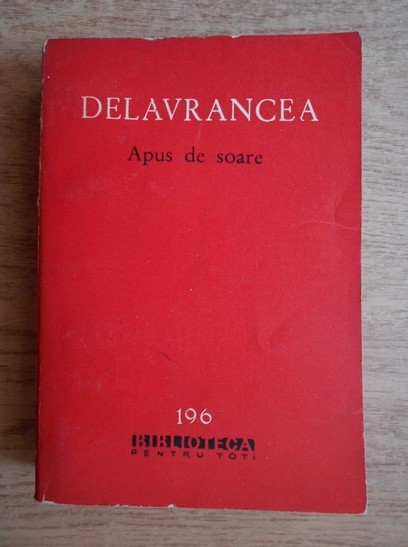 DELAVRANCEA
Apus de soare
196
BIBLIOTECA
PENTRU TOȚI